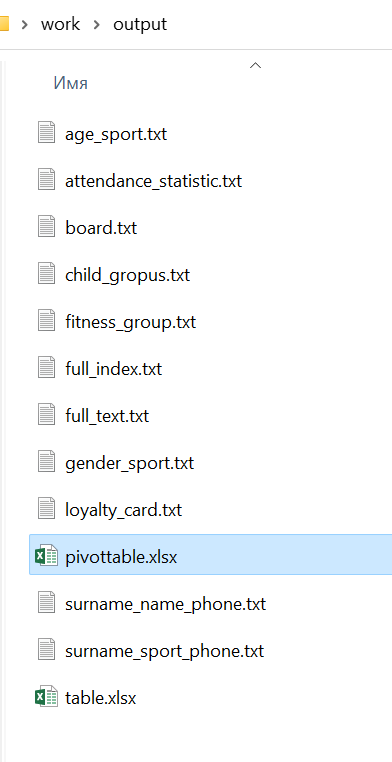 work › output
Имя
age_sport.txt
attendance_statistic.txt
board.txt
child_gropus.txt
fitness_group.txt
full_index.txt
full_text.txt
gender_sport.txt
loyalty_card.txt
pivottable.xlsx
surname_name_phone.txt
surname_sport_phone.txt
table.xlsx